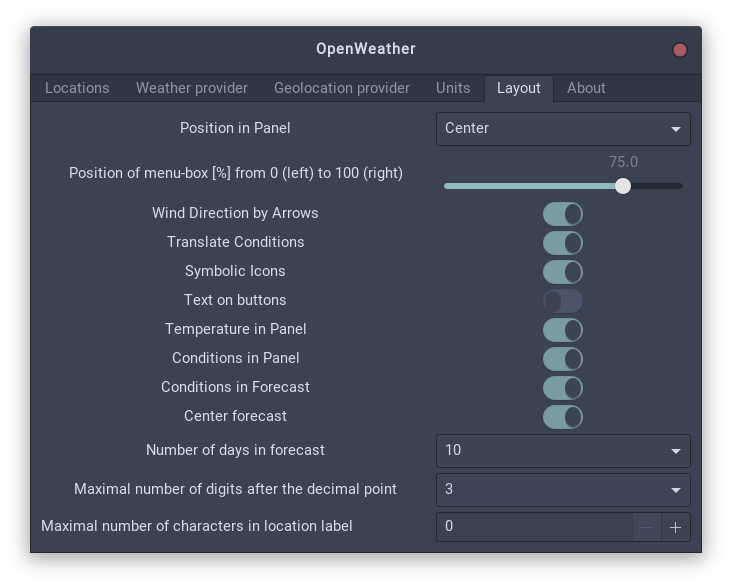 OpenWeather
Locations Weather provider Geolocation provider Units Layout About
Position in Panel Center
75.0
Position of menu-box [%] from 0 (left) to 100 (right)
Wind Direction by Arrows
Translate Conditions
Symbolic Icons
Text on buttons
Temperature in Panel
Conditions in Panel
Conditions in Forecast
Center forecast
Number of days in forecast 10
Maximal number of digits after the decimal point 3
Maximal number of characters in location label 0